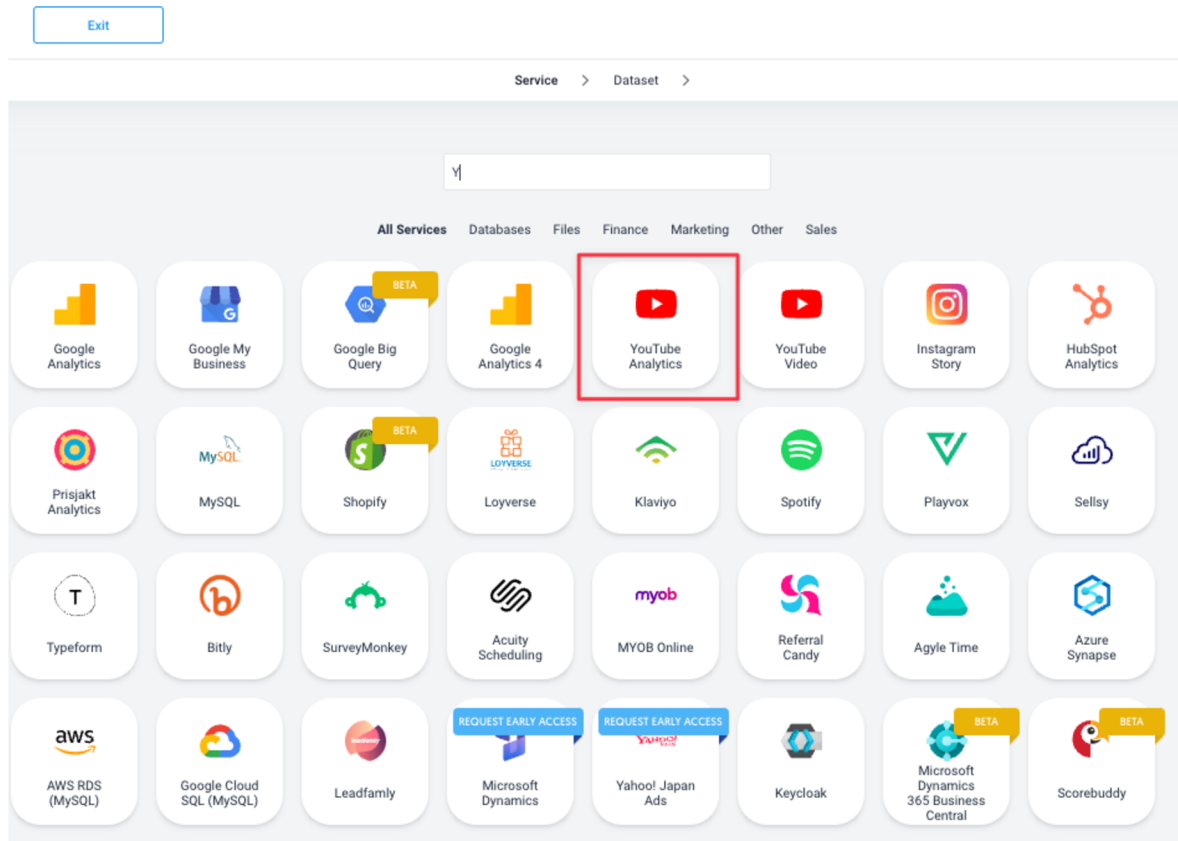 Exit
Service
Dataset
Y
All Services Databases Files Finance Marketing Other Sales
BETA
Google
Analytics
Google My
Business
Google Big
Query
Google
Analytics 4
YouTube
Analytics
YouTube
Video
Instagram
Story
HubSpot
Analytics
BETA
Prisjakt
Analytics
MySQL
MySQL
Shopify
LOYVERSE
Loyverse
Klaviyo
Spotify
Playvox
Sellsy
T
Typeform
Bitly
SurveyMonkey
Acuity
Scheduling
myob
MYOB Online
Referral
Candy
Agyle Time
Azure
Synapse
aws
AWS RDS
(MySQL)
Google Cloud
SQL (MySQL)
Leadfamly
REQUEST EARLY ACCESS
Microsoft
Dynamics
REQUEST EARLY ACCESS
Yahoo! Japan
Ads
Keycloak
BETA
Microsoft
Dynamics
365 Business
Central
BETA
Scorebuddy